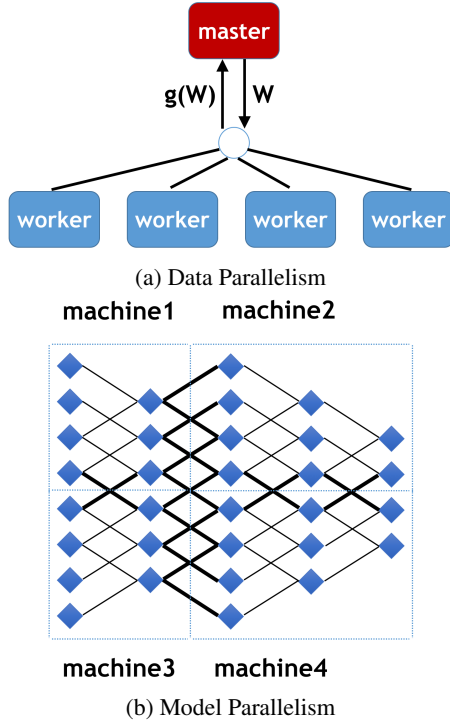 master
g(W) W
worker worker worker worker
(a) Data Parallelism
machine1 machine2
machine3 machine4
(b) Model Parallelism